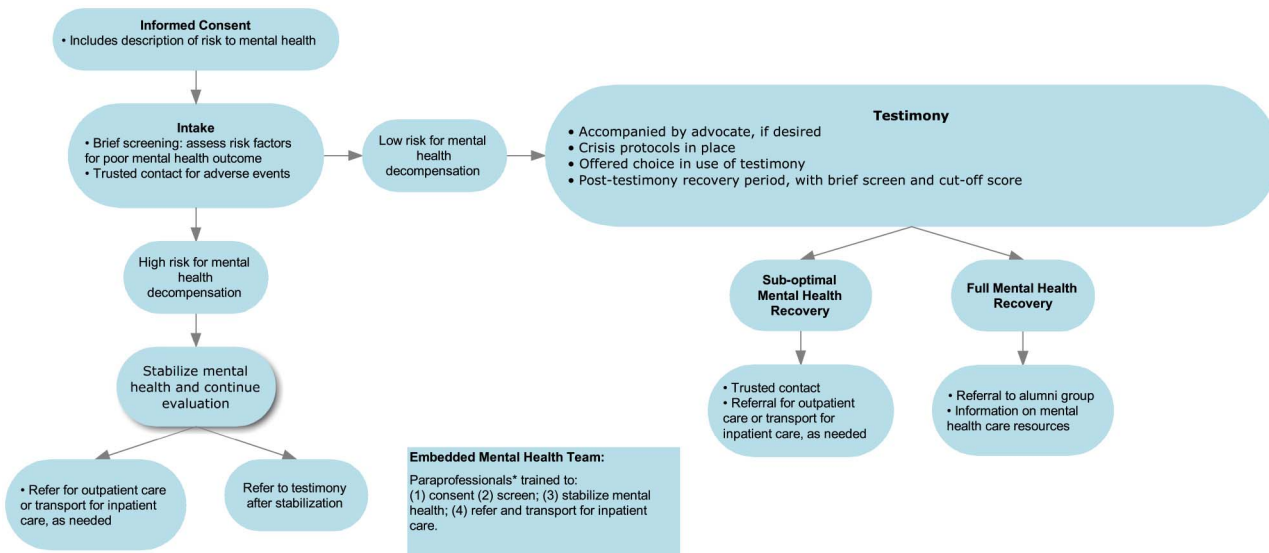 Informed Consent
• Includes description of risk to mental health
Intake
• Brief screening: assess risk factors
for poor mental health outcome
• Trusted contact for adverse events
Low risk for mental
health
decompensation
Testimony
• Accompanied by advocate, if desired
• Crisis protocols in place
• Offered choice in use of testimony
• Post-testimony recovery period, with brief screen and cut-off score
High risk for mental
health
decompensation
Sub-optimal
Mental Health
Recovery
Full Mental Health
Recovery
Stabilize mental
health and continue
evaluation
• Trusted contact
• Referral for outpatient
care or transport for
inpatient care, as needed
• Referral to alumni group
• Information on mental
health care resources
• Refer for outpatient care
or transport for inpatient
care, as needed
Refer to testimony
after stabilization
Embedded Mental Health Team:
Paraprofessionals* trained to:
(1) consent (2) screen; (3) stabilize mental
health; (4) refer and transport for inpatient
care.